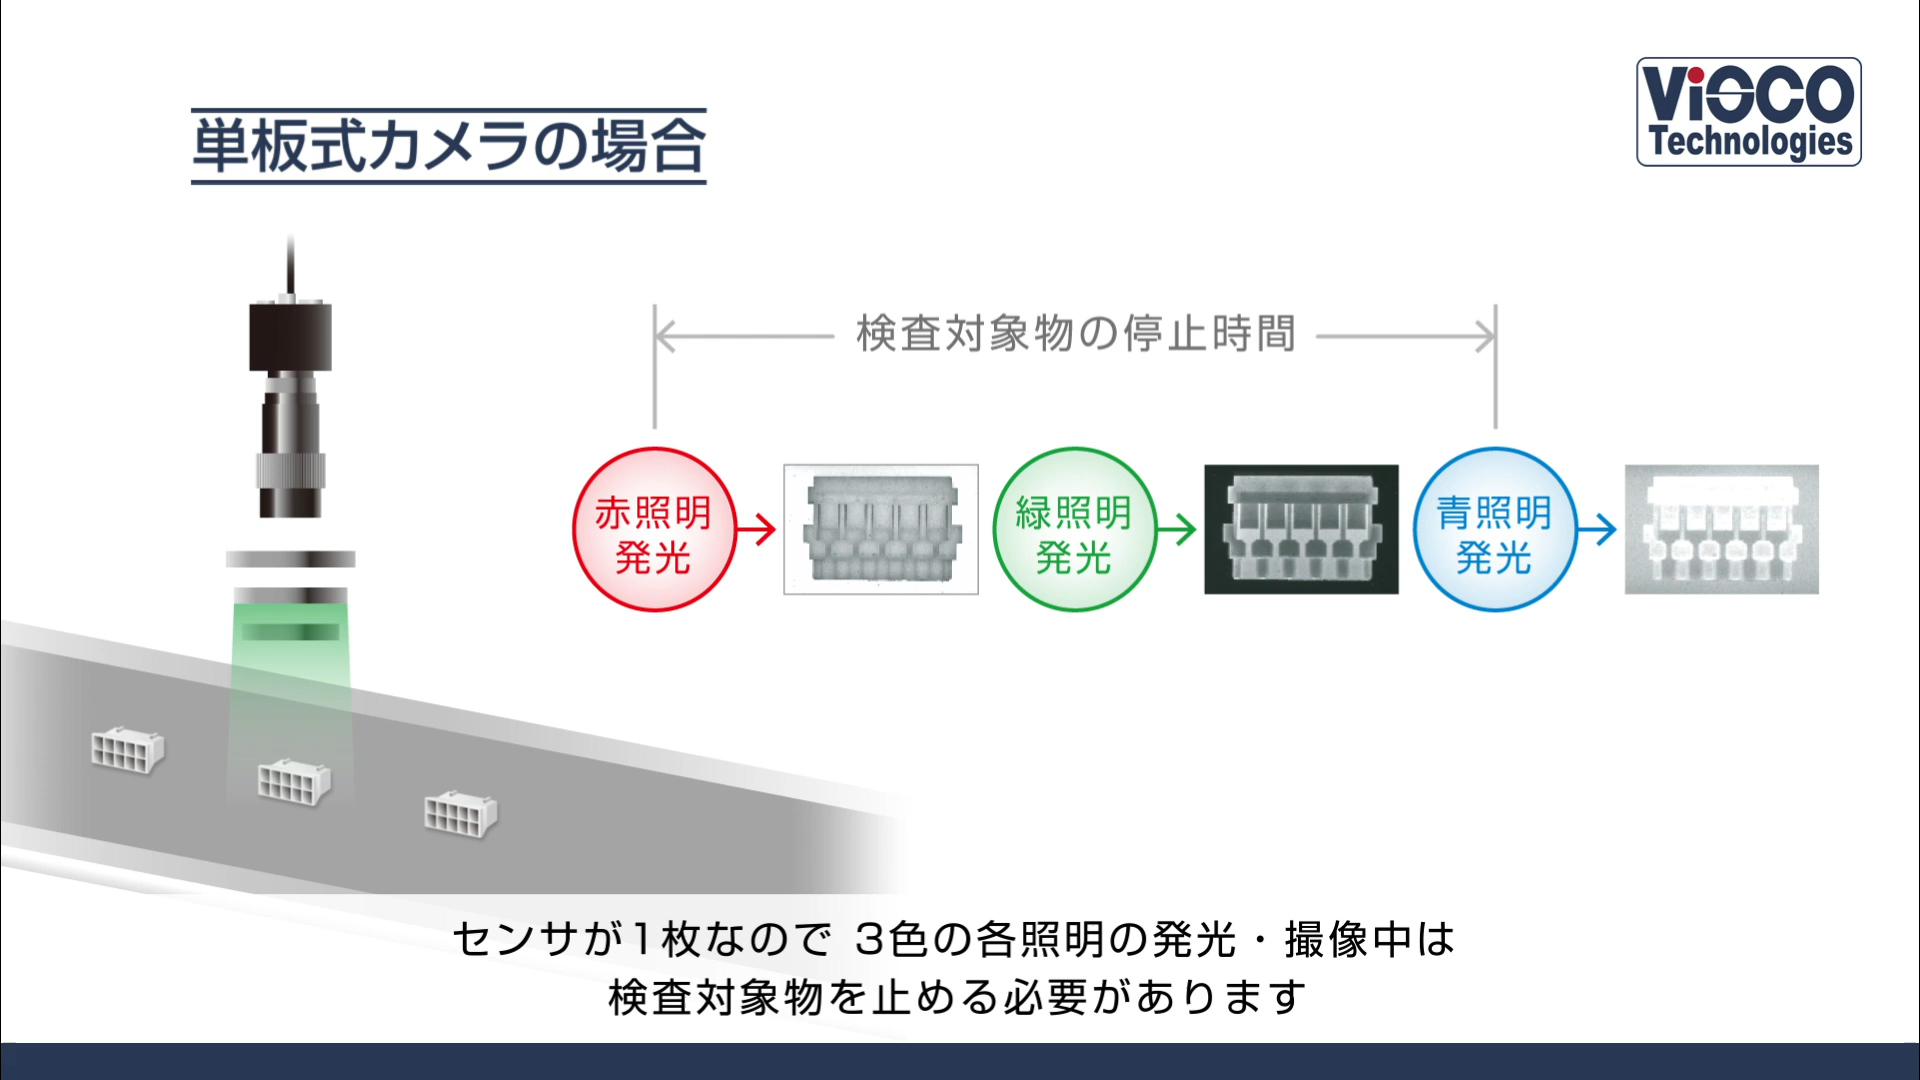 単板式カメラの場合
ViSCO
Technologies
検査対象物の停止時間
赤照明
発光
緑照明
発光
青照明
発光
センサが1枚なので 3色の各照明の発光・撮像中は
検査対象物を止める必要があります